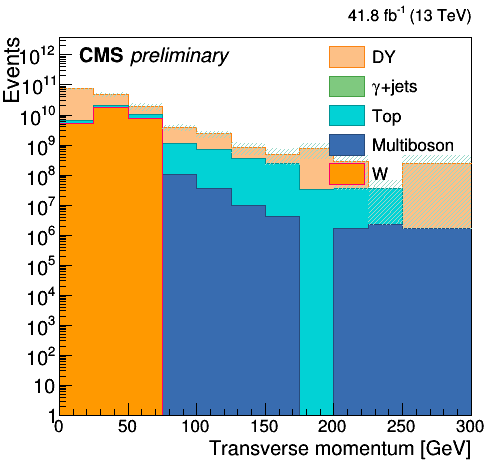 41.8 fb⁻¹ (13 TeV)
Events
CMS preliminary
DY
γ+jets
Top
Multiboson
W
10¹²
10¹¹
10¹⁰
10⁹
10⁸
10⁷
10⁶
10⁵
10⁴
10³
10²
10
1
0 50 100 150 200 250 300
Transverse momentum [GeV]